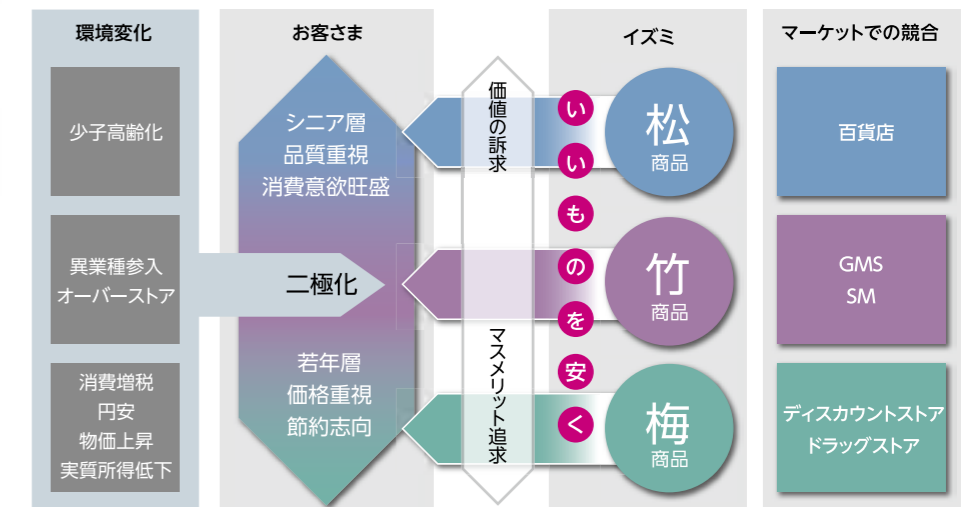 環境変化
少子高齢化
異業種参入
オーバーストア
消費増税
円安
物価上昇
実質所得低下
お客さま
シニア層
品質重視
消費意欲旺盛
二極化
若年層
価格重視
節約志向
価値の訴求
マスメリット追求
いいものを安く
イズミ
松
商品
竹
商品
梅
商品
マーケットでの競合
百貨店
GMS
SM
ディスカウントストア
ドラッグストア